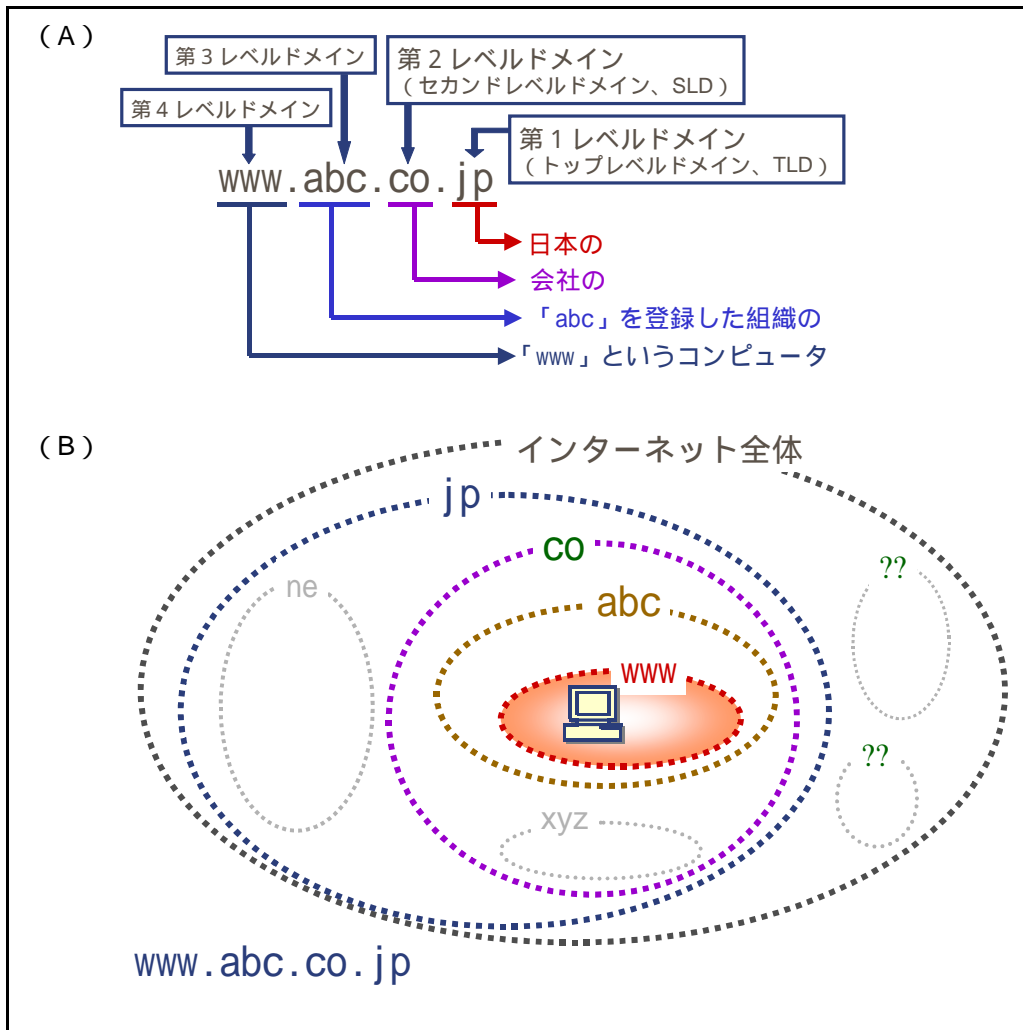 (A)
第３レベルドメイン
第２レベルドメイン
(セカンドレベルドメイン、SLD)
第４レベルドメイン
第１レベルドメイン
(トップレベルドメイン、TLD)
www.abc.co.jp
日本の
会社の
「abc」を登録した組織の
「www」というコンピュータ
(B)
インターネット全体
jp
co
??
ne
abc
www
??
xyz
www.abc.co.jp